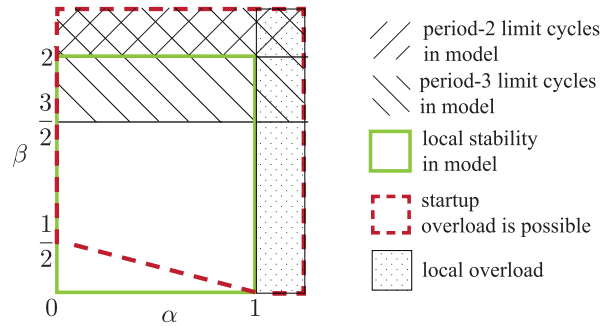 2
3
2
β
1
2
0
α
1
period-2 limit cycles
in model
period-3 limit cycles
in model
local stability
in model
startup
overload is possible
local overload